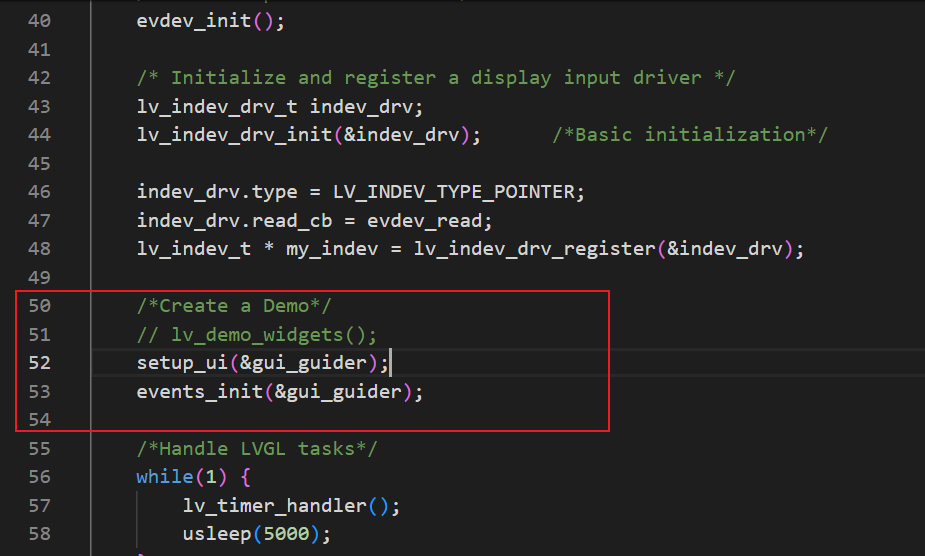 40 evdev_init();
41
42 /* Initialize and register a display input driver */
43 lv_indev_drv_t indev_drv;
44 lv_indev_drv_init(&indev_drv); /*Basic initialization*/
45
46 indev_drv.type = LV_INDEV_TYPE_POINTER;
47 indev_drv.read_cb = evdev_read;
48 lv_indev_t * my_indev = lv_indev_drv_register(&indev_drv);
49
50 /*Create a Demo*/
51 // lv_demo_widgets();
52 setup_ui(&gui_guider);
53 events_init(&gui_guider);
54
55 /*Handle LVGL tasks*/
56 while(1) {
57 lv_timer_handler();
58 usleep(5000);